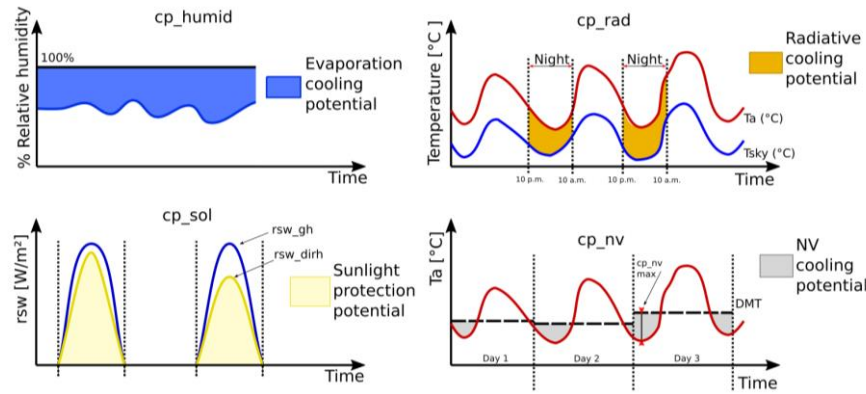 cp_humid
% Relative humidity
100%
Evaporation
cooling
potential
Time
cp_rad
Temperature [°C]
Night
Night
Radiative
cooling
potential
Ta (°C)
Tsky (°C)
10 p.m.
10 a.m.
10 p.m.
10 a.m.
Time
cp_sol
rsw [W/m²]
rsw_gh
rsw_dirh
Sunlight
protection
potential
Time
cp_nv
Ta [°C]
cp_nv
max
NV
cooling
potential
DMT
Day 1
Day 2
Day 3
Time